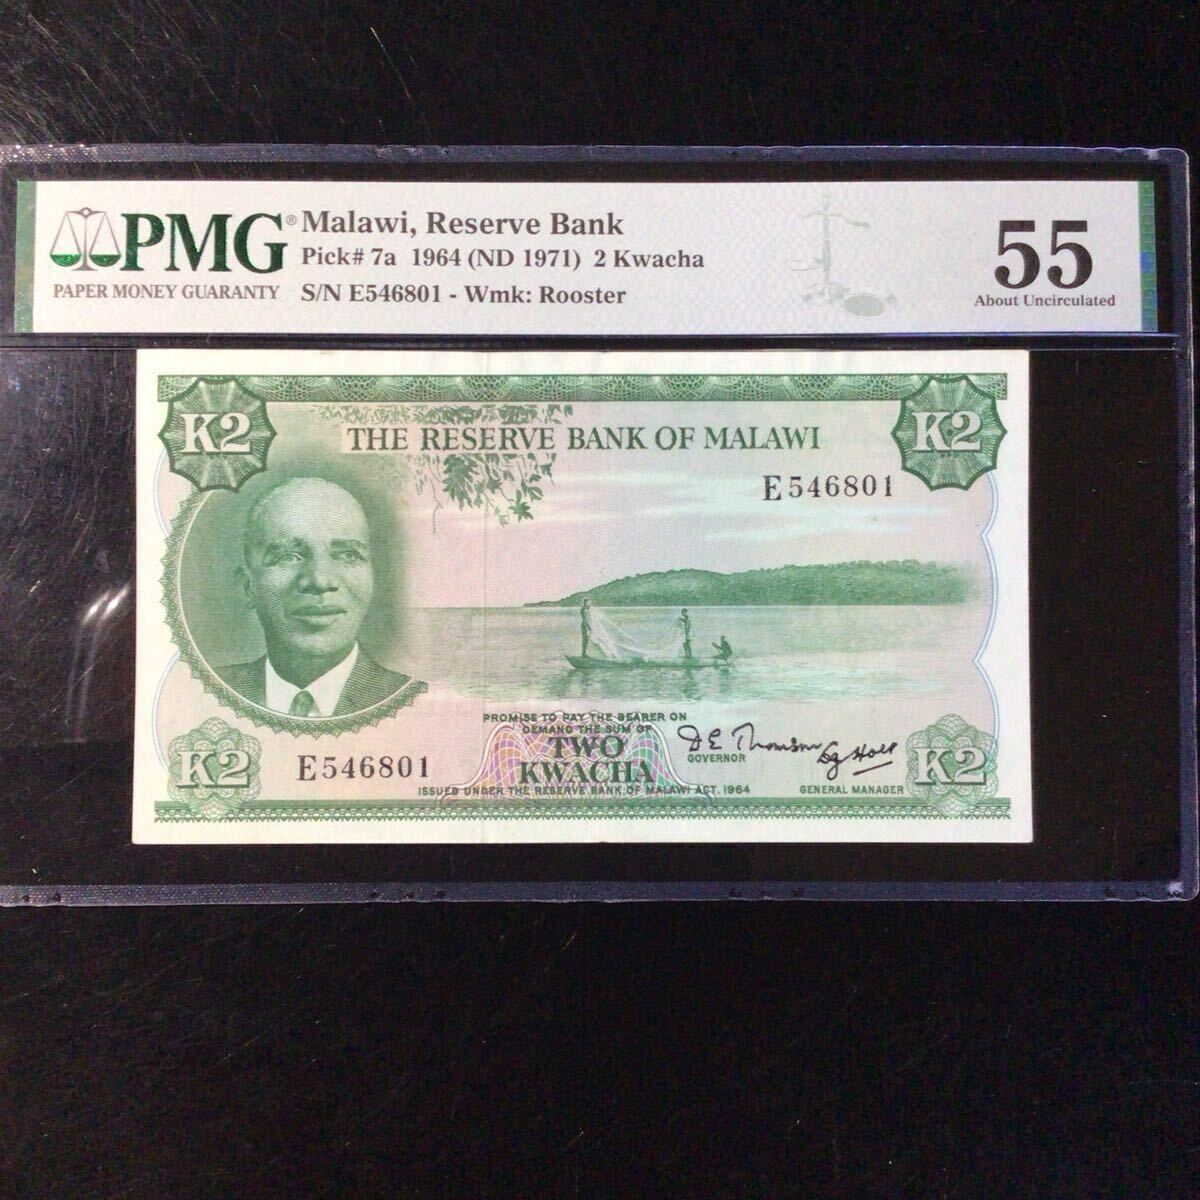 PMG®
PAPER MONEY GUARANTY
Malawi, Reserve Bank
Pick# 7a 1964 (ND 1971) 2 Kwacha
S/N E546801 - Wmk: Rooster
55
About Uncirculated
K2
K2
THE RESERVE BANK OF MALAWI
E546801
PROMISE TO PAY THE BEARER ON
DEMAND THE SUM OF
TWO
KWACHA
D E Thomson
GOVERNOR
K2
E546801
K2
ISSUED UNDER THE RESERVE BANK OF MALAWI ACT. 1964
GENERAL MANAGER